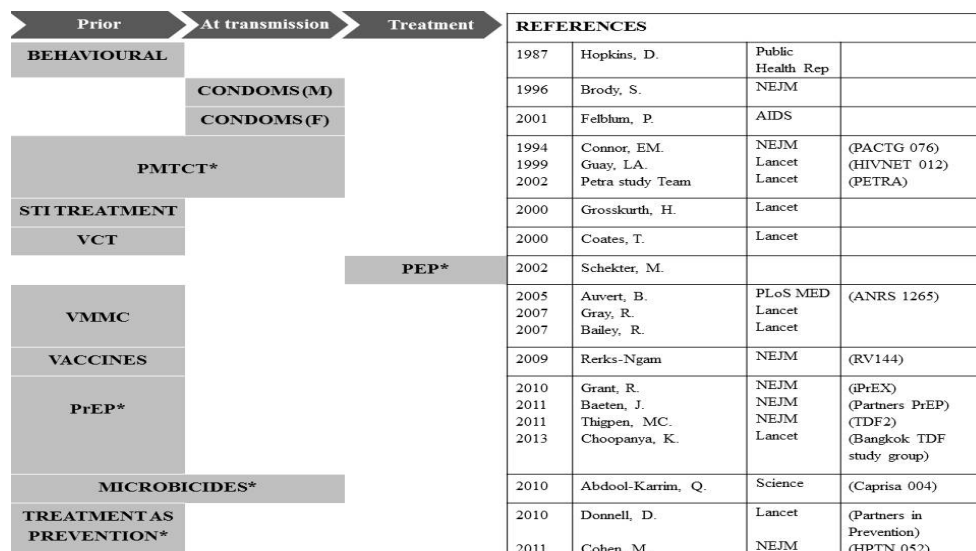 Prior At transmission Treatment REFERENCES
BEHAVIOURAL 1987 Hopkins, D. Public
Health Rep
CONDOMS (M) 1996 Brody, S. NEJM
CONDOMS (F) 2001 Felblum, P. AIDS
PMTCT* 1994 Connor, EM. NEJM (PACTG 076)
1999 Guay, LA. Lancet (HIVNET 012)
2002 Petra study Team Lancet (PETRA)
STI TREATMENT 2000 Grosskurth, H. Lancet
VCT 2000 Coates, T. Lancet
PEP* 2002 Schekter, M.
VMMC 2005 Auvert, B. PLoS MED (ANRS 1265)
2007 Gray, R. Lancet
2007 Bailey, R. Lancet
VACCINES 2009 Rerks-Ngam NEJM (RV144)
PrEP* 2010 Grant, R. NEJM (iPrEX)
2011 Baeten, J. NEJM (Partners PrEP)
2011 Thigpen, MC. NEJM (TDF2)
2013 Choopanya, K. Lancet (Bangkok TDF
study group)
MICROBICIDES* 2010 Abdool-Karrim, Q. Science (Caprisa 004)
TREATMENT AS
PREVENTION* 2010 Donnell, D. Lancet (Partners in
Prevention)
2011 Cohen, M. NEJM (HPTN 052)